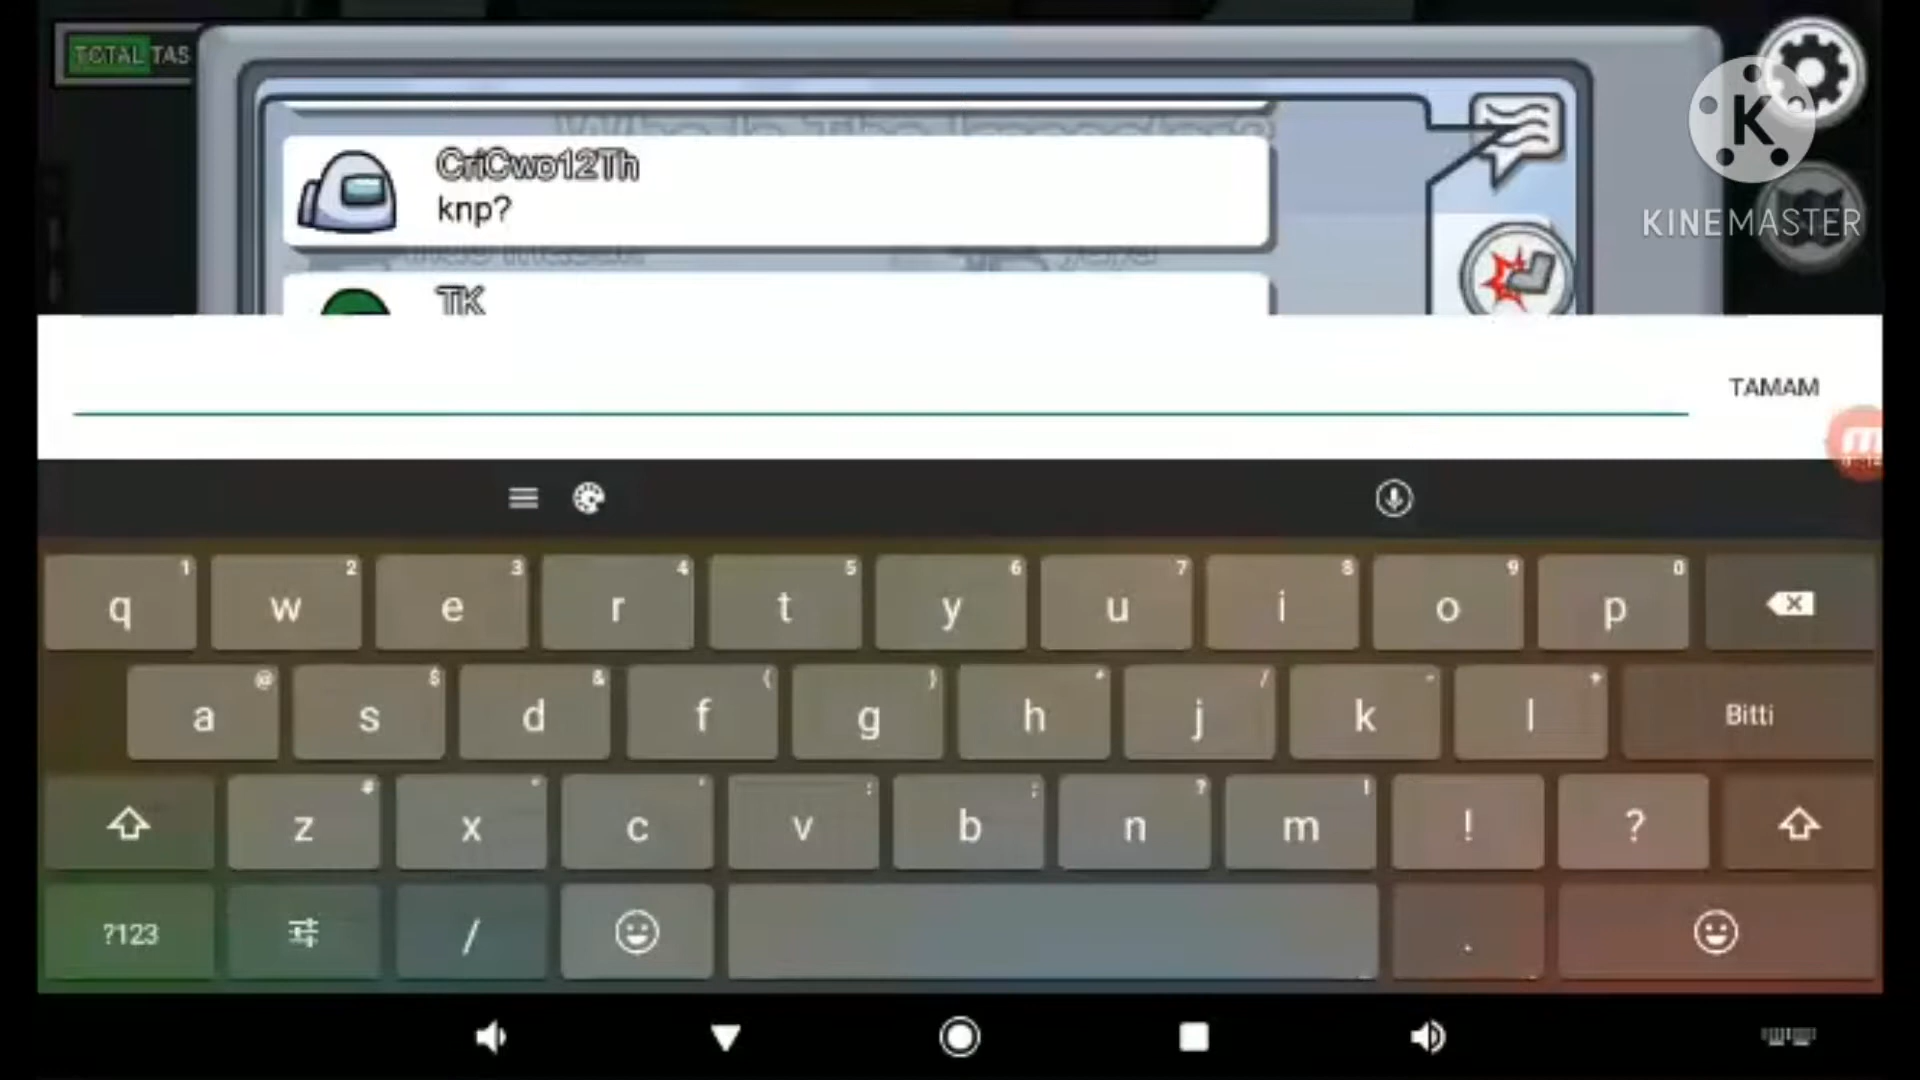 TOTAL TAS
CriCwo12Th
knp?
TK
KINEMASTER
TAMAM
q 1 w 2 e 3 r 4 t 5 y 6 u 7 i 8 o 9 p 0
a @ s $ d & f ( g ) h * j / k - l + Bitti
z # x " c ' v : b ; n ? m ! ! ?
?123 / .